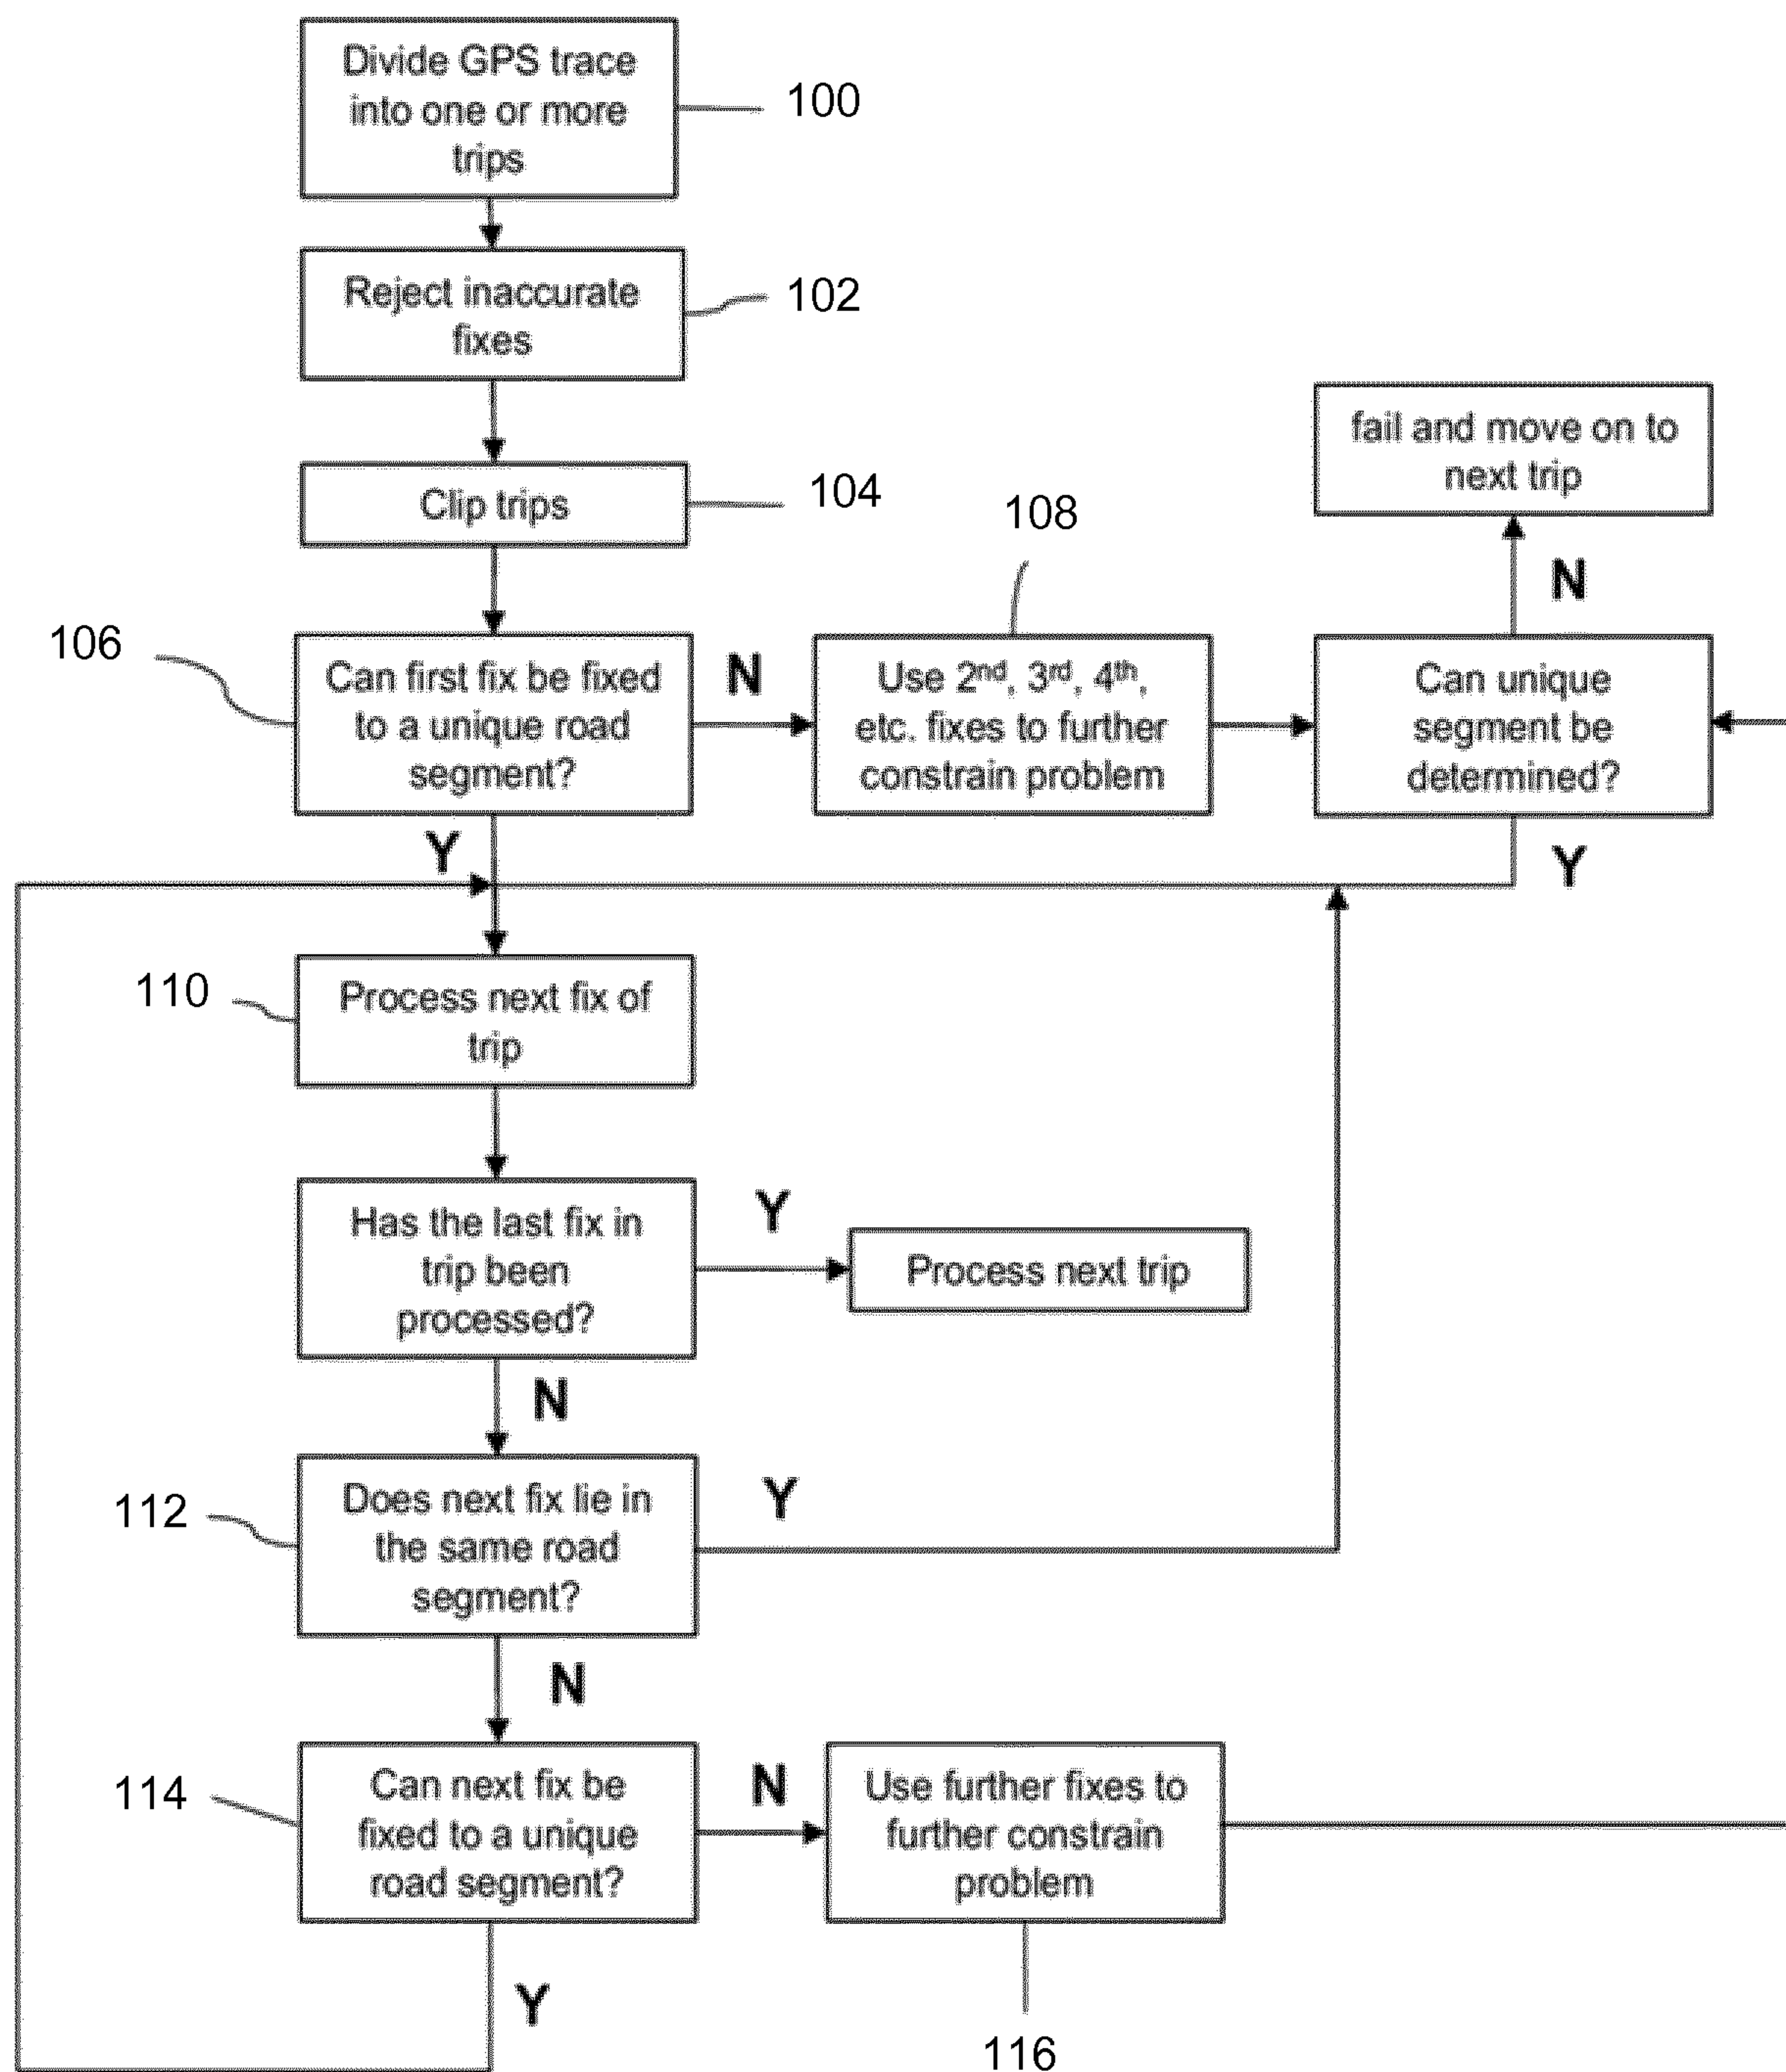 Divide GPS trace
into one or more
trips
100
Reject inaccurate
fixes
102
Clip trips
104
fail and move on to
next trip
N
108
106
Can first fix be fixed
to a unique road
segment?
N
Use 2nd, 3rd, 4th,
etc. fixes to further
constrain problem
Can unique
segment be
determined?
Y
Y
110
Process next fix of
trip
Has the last fix in
trip been
processed?
Y
Process next trip
N
112
Does next fix lie in
the same road
segment?
Y
N
114
Can next fix be
fixed to a unique
road segment?
N
Use further fixes to
further constrain
problem
Y
116